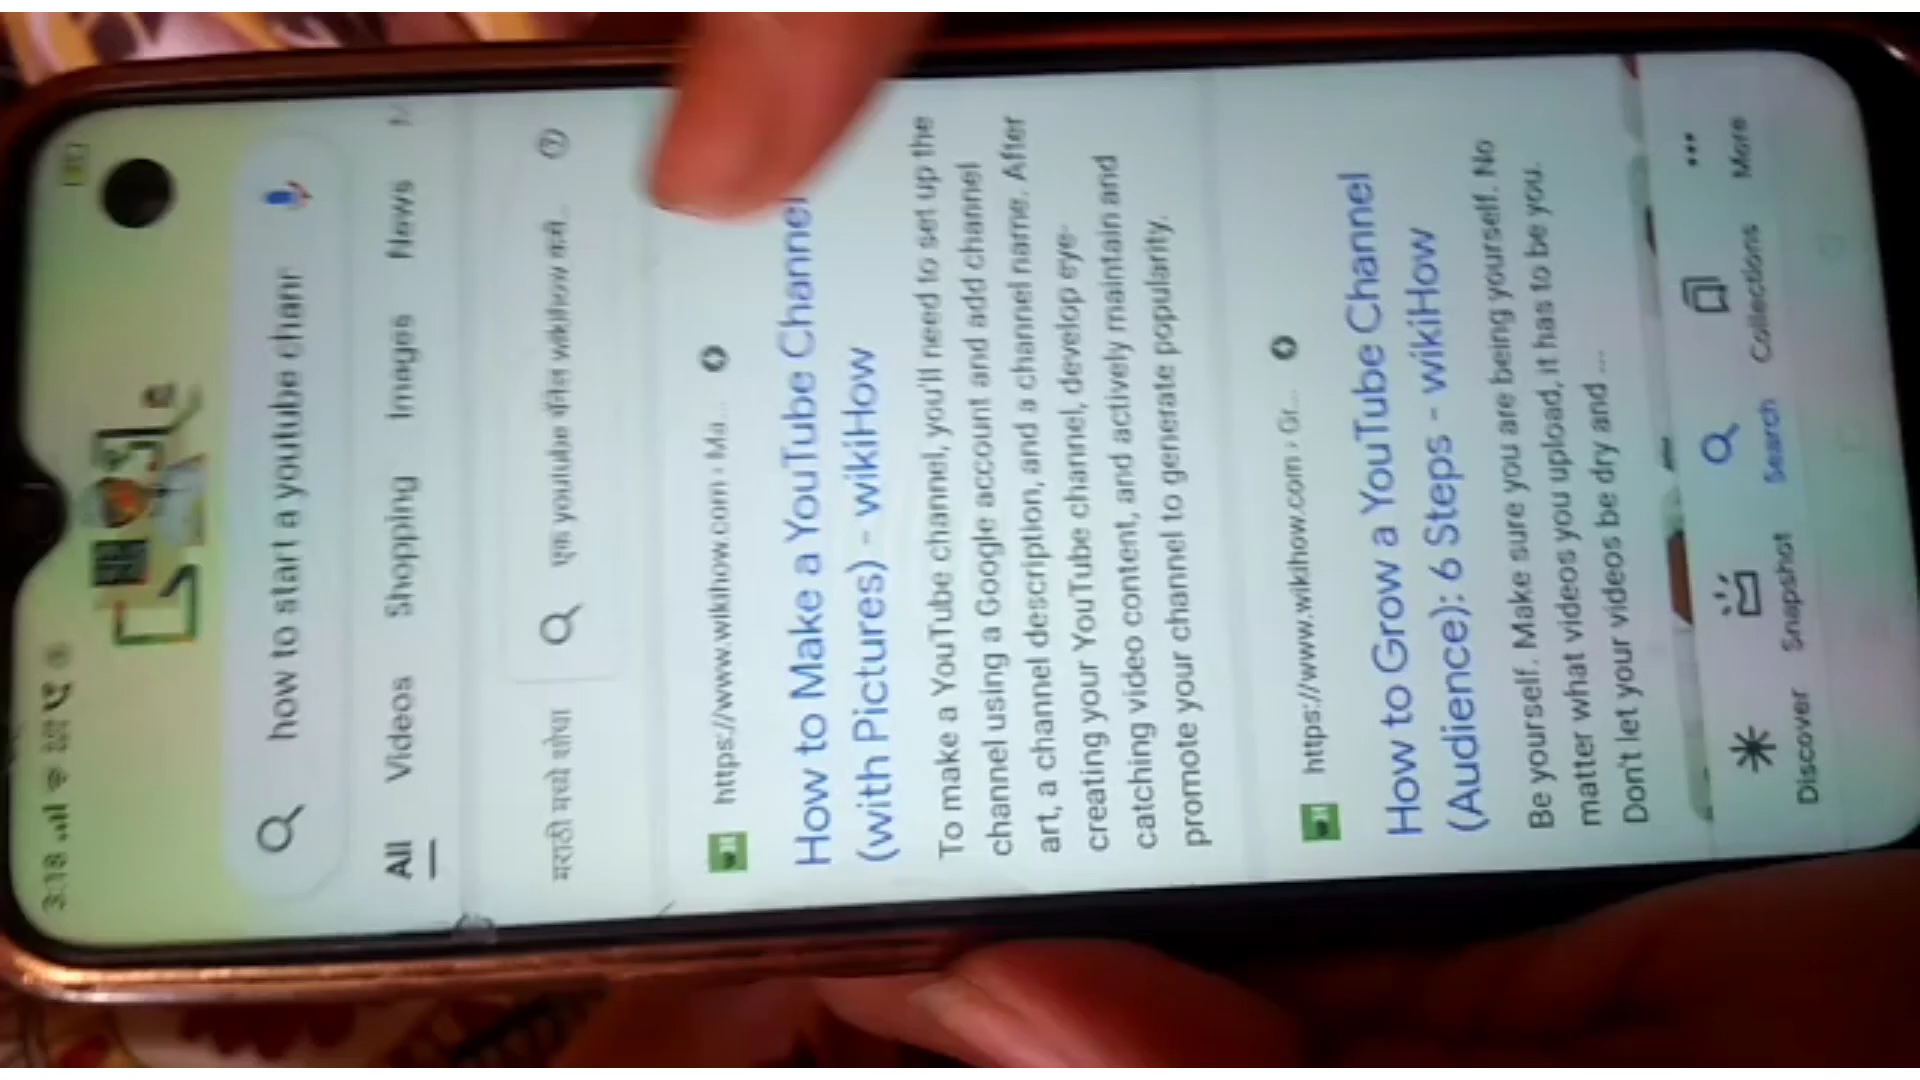 3:18
how to start a youtube chanr
All Videos Shopping Images News
मराठी मध्ये शोधा
एक youtube चॅनेल wikihow करी...
https://www.wikihow.com › Ma...
How to Make a YouTube Channel
(with Pictures) - wikiHow
To make a YouTube channel, you'll need to set up the
channel using a Google account and add channel
art, a channel description, and a channel name. After
creating your YouTube channel, develop eye-
catching video content, and actively maintain and
promote your channel to generate popularity.
https://www.wikihow.com › Gr...
How to Grow a YouTube Channel
(Audience): 6 Steps - wikiHow
Be yourself. Make sure you are being yourself. No
matter what videos you upload, it has to be you.
Don't let your videos be dry and ...
Discover Snapshot Search Collections More